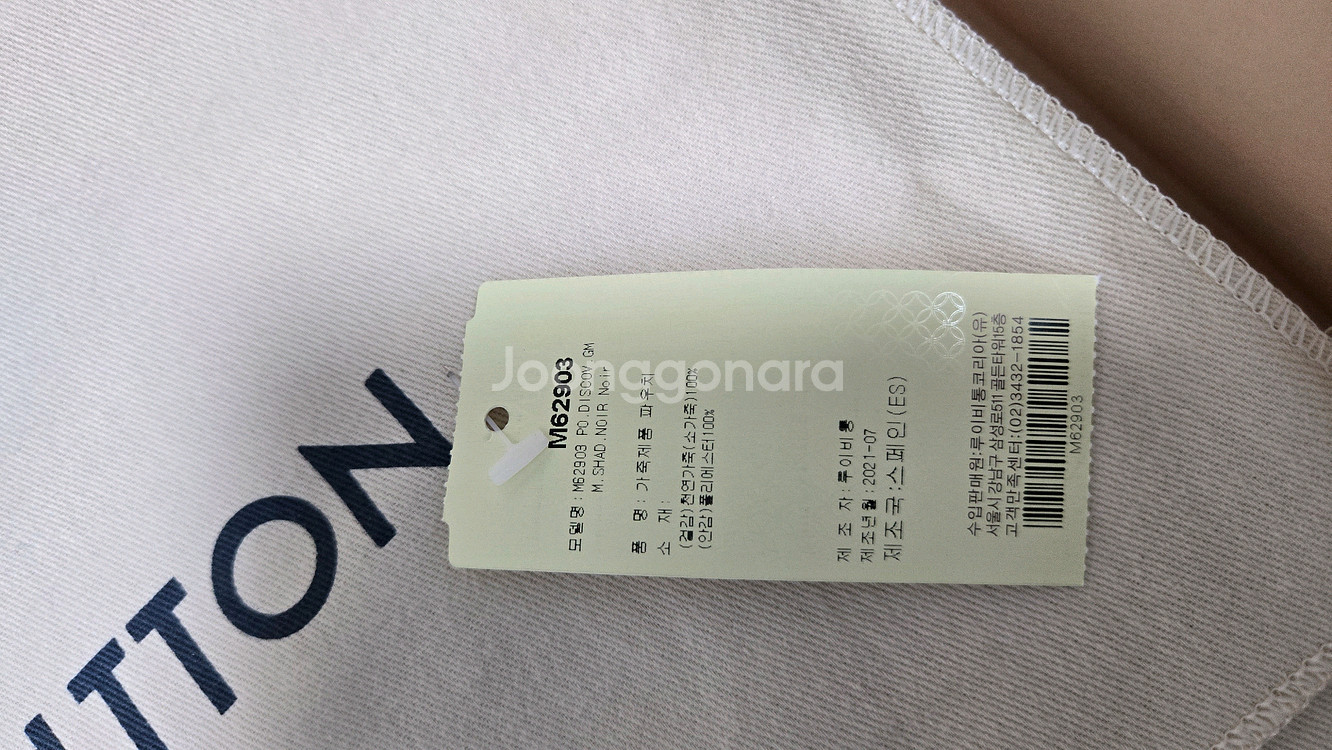 M62903
모델명: M62903 PO.DISCOV.GM
M.SHAD.NOIR Noir
품 명: 가죽제품 파우치
소 재:
(겉감)천연가죽(소가죽)100%
(안감)폴리에스터100%
제 조 자: 루이비통
제조년월: 2021-07
제조국:스페인(ES)
수입판매원:루이비통코리아(유)
서울시 강남구 삼성로511 골든타워15층
고객만족센터:(02)3432-1854
M62903
Joonggonara